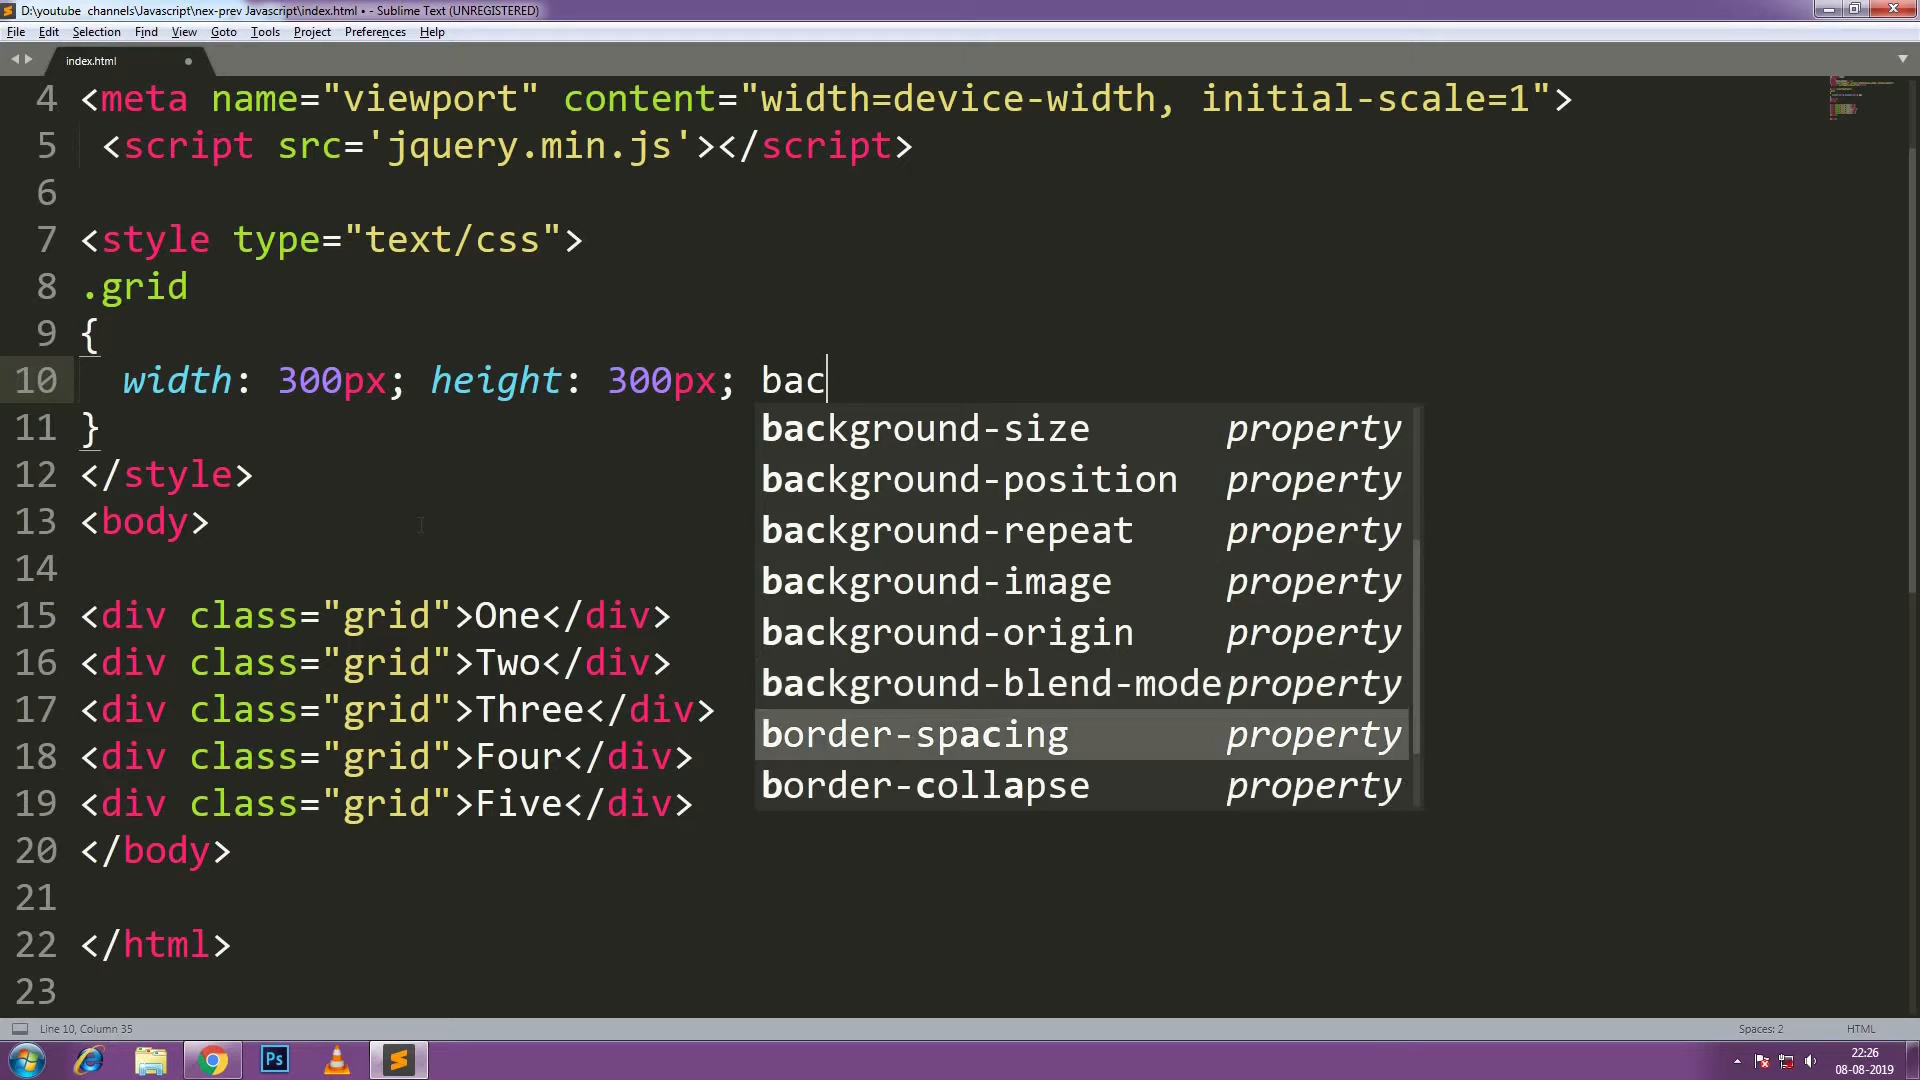 D:\youtube  channels\Javascript\nex-prev Javascript\index.html • - Sublime Text (UNREGISTERED)
File Edit Selection Find View Goto Tools Project Preferences Help
index.html
4 <meta name="viewport" content="width=device-width, initial-scale=1">
5  <script src='jquery.min.js'></script>
6
7 <style type="text/css">
8 .grid
9 {
10   width: 300px; height: 300px; bac
background-size property
background-position property
background-repeat property
background-image property
background-origin property
background-blend-mode property
border-spacing property
border-collapse property
11 }
12 </style>
13 <body>
14
15 <div class="grid">One</div>
16 <div class="grid">Two</div>
17 <div class="grid">Three</div>
18 <div class="grid">Four</div>
19 <div class="grid">Five</div>
20 </body>
21
22 </html>
23
Line 10, Column 35 Spaces: 2 HTML
Ps
22:26
08-08-2019